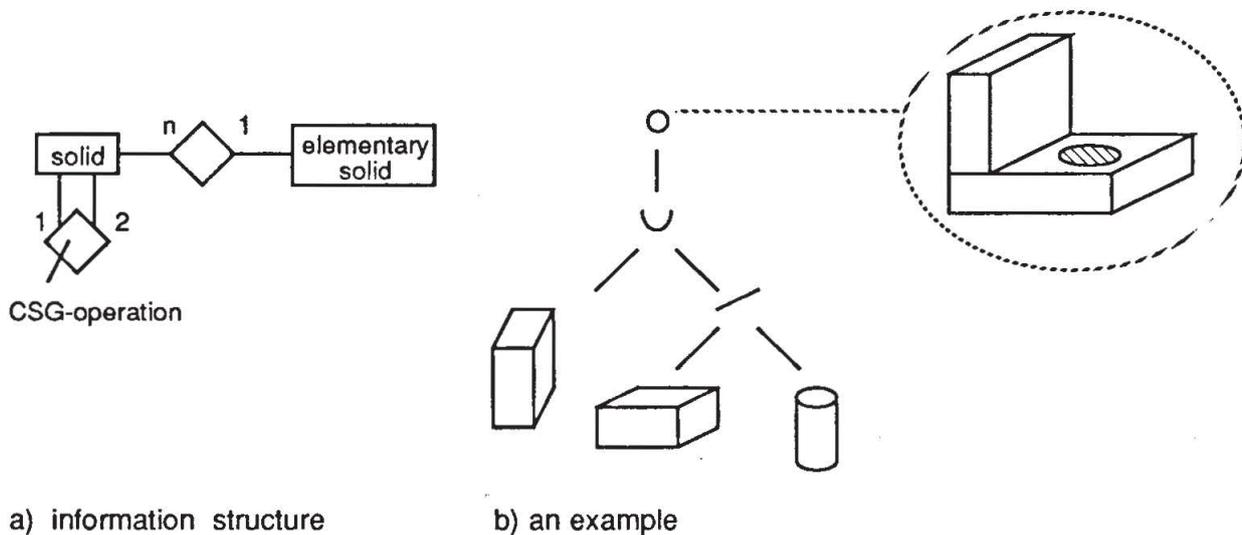 n
1
solid
elementary
solid
1
2
CSG-operation
a) information structure
b) an example